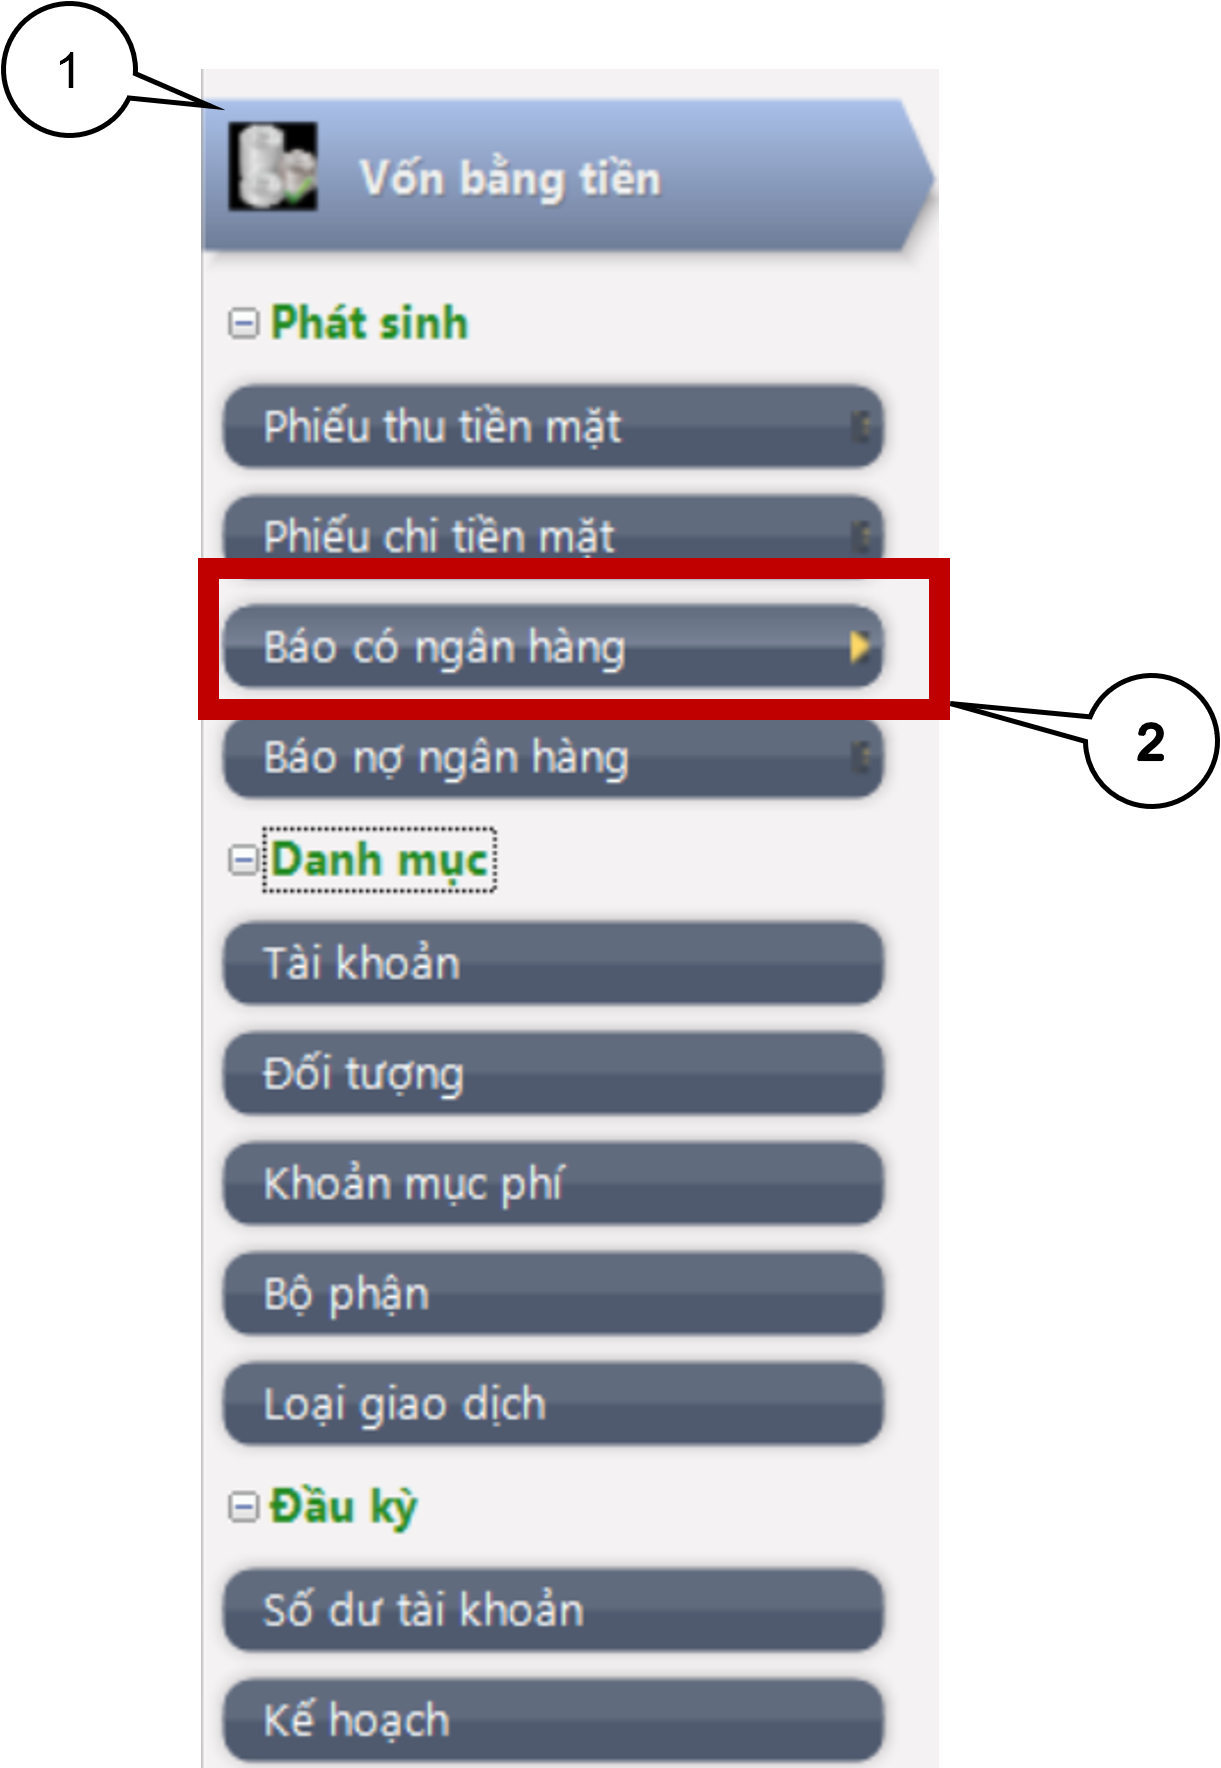 1
Vốn bằng tiền
Phát sinh
Phiếu thu tiền mặt
Phiếu chi tiền mặt
Báo có ngân hàng
2
Báo nợ ngân hàng
Danh mục
Tài khoản
Đối tượng
Khoản mục phí
Bộ phận
Loại giao dịch
Đầu kỳ
Số dư tài khoản
Kế hoạch